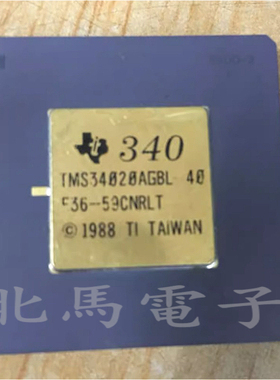 340
TMS34020AGBL 40
F36-59CNRLT
© 1988 TI TAIWAN
北馬電子